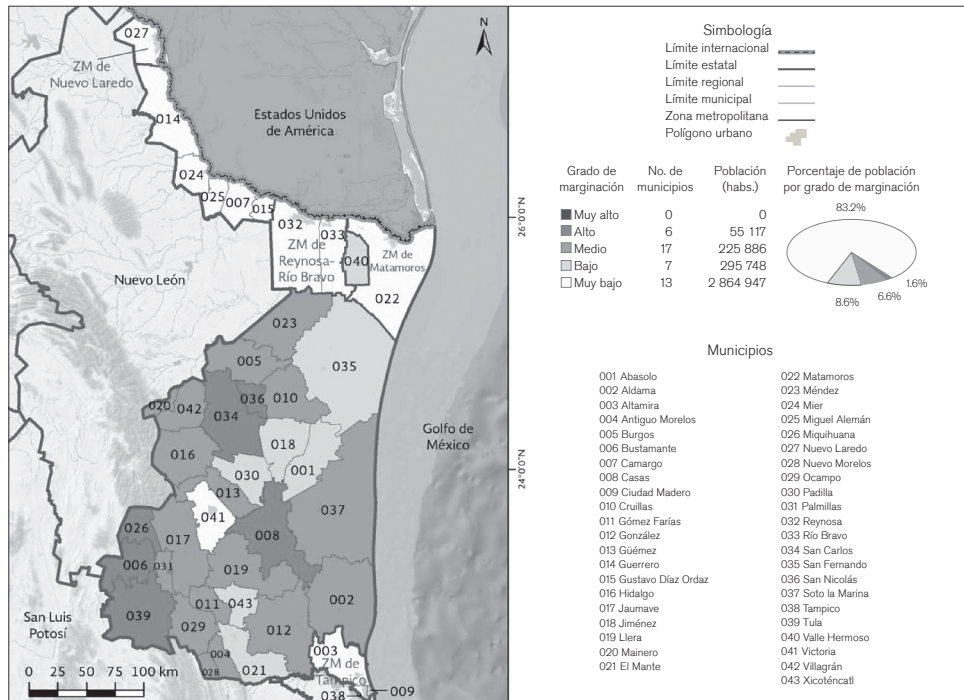 N
027
ZM de
Nuevo Laredo
Estados Unidos
de América
014
024
025
007
015
032
033
ZM de
Reynosa-
Río Bravo
040
ZM de
Matamoros
022
Nuevo León
26°0'0"N
023
005
035
036
010
020
042
034
018
016
001
030
013
Golfo de
México
24°0'0"N
041
037
026
017
008
006
031
019
002
039
011
043
029
012
004
028
021
003
ZM de
Tampico
038
009
San Luis
Potosí
0 25 50 75 100 km
Simbología
Límite internacional
Límite estatal
Límite regional
Límite municipal
Zona metropolitana
Polígono urbano
Grado de marginación No. de municipios Población (habs.)
Muy alto 0 0
Alto 6 55 117
Medio 17 225 886
Bajo 7 295 748
Muy bajo 13 2 864 947
Porcentaje de población
por grado de marginación
83.2%
1.6%
6.6%
8.6%
Municipios
001 Abasolo
002 Aldama
003 Altamira
004 Antiguo Morelos
005 Burgos
006 Bustamante
007 Camargo
008 Casas
009 Ciudad Madero
010 Cruillas
011 Gómez Farías
012 González
013 Güémez
014 Guerrero
015 Gustavo Díaz Ordaz
016 Hidalgo
017 Jaumave
018 Jiménez
019 Llera
020 Mainero
021 El Mante
022 Matamoros
023 Méndez
024 Mier
025 Miguel Alemán
026 Miquihuana
027 Nuevo Laredo
028 Nuevo Morelos
029 Ocampo
030 Padilla
031 Palmillas
032 Reynosa
033 Río Bravo
034 San Carlos
035 San Fernando
036 San Nicolás
037 Soto la Marina
038 Tampico
039 Tula
040 Valle Hermoso
041 Victoria
042 Villagrán
043 Xicoténcatl